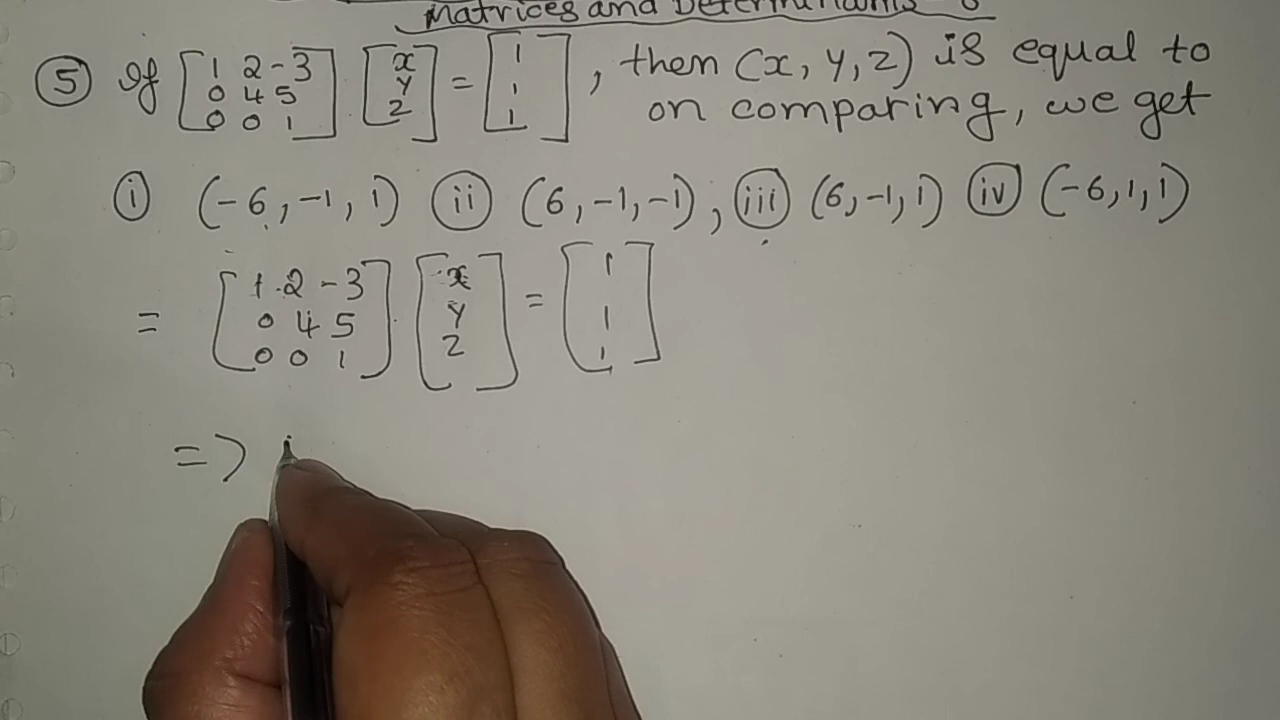 Matrices and Determinants
⑤ If [1 2 -3 0 4 5 0 0 1] · [x y z] = [1 1 1], then (x, y, z) is equal to
on comparing, we get
ⓘ (-6, -1, 1) ⓘⓘ (6, -1, -1), ⓘⓘⓘ (6, -1, 1) ⓘⓥ (-6, 1, 1)
= [1 2 -3 0 4 5 0 0 1] · [x y z] = [1 1 1]
=>